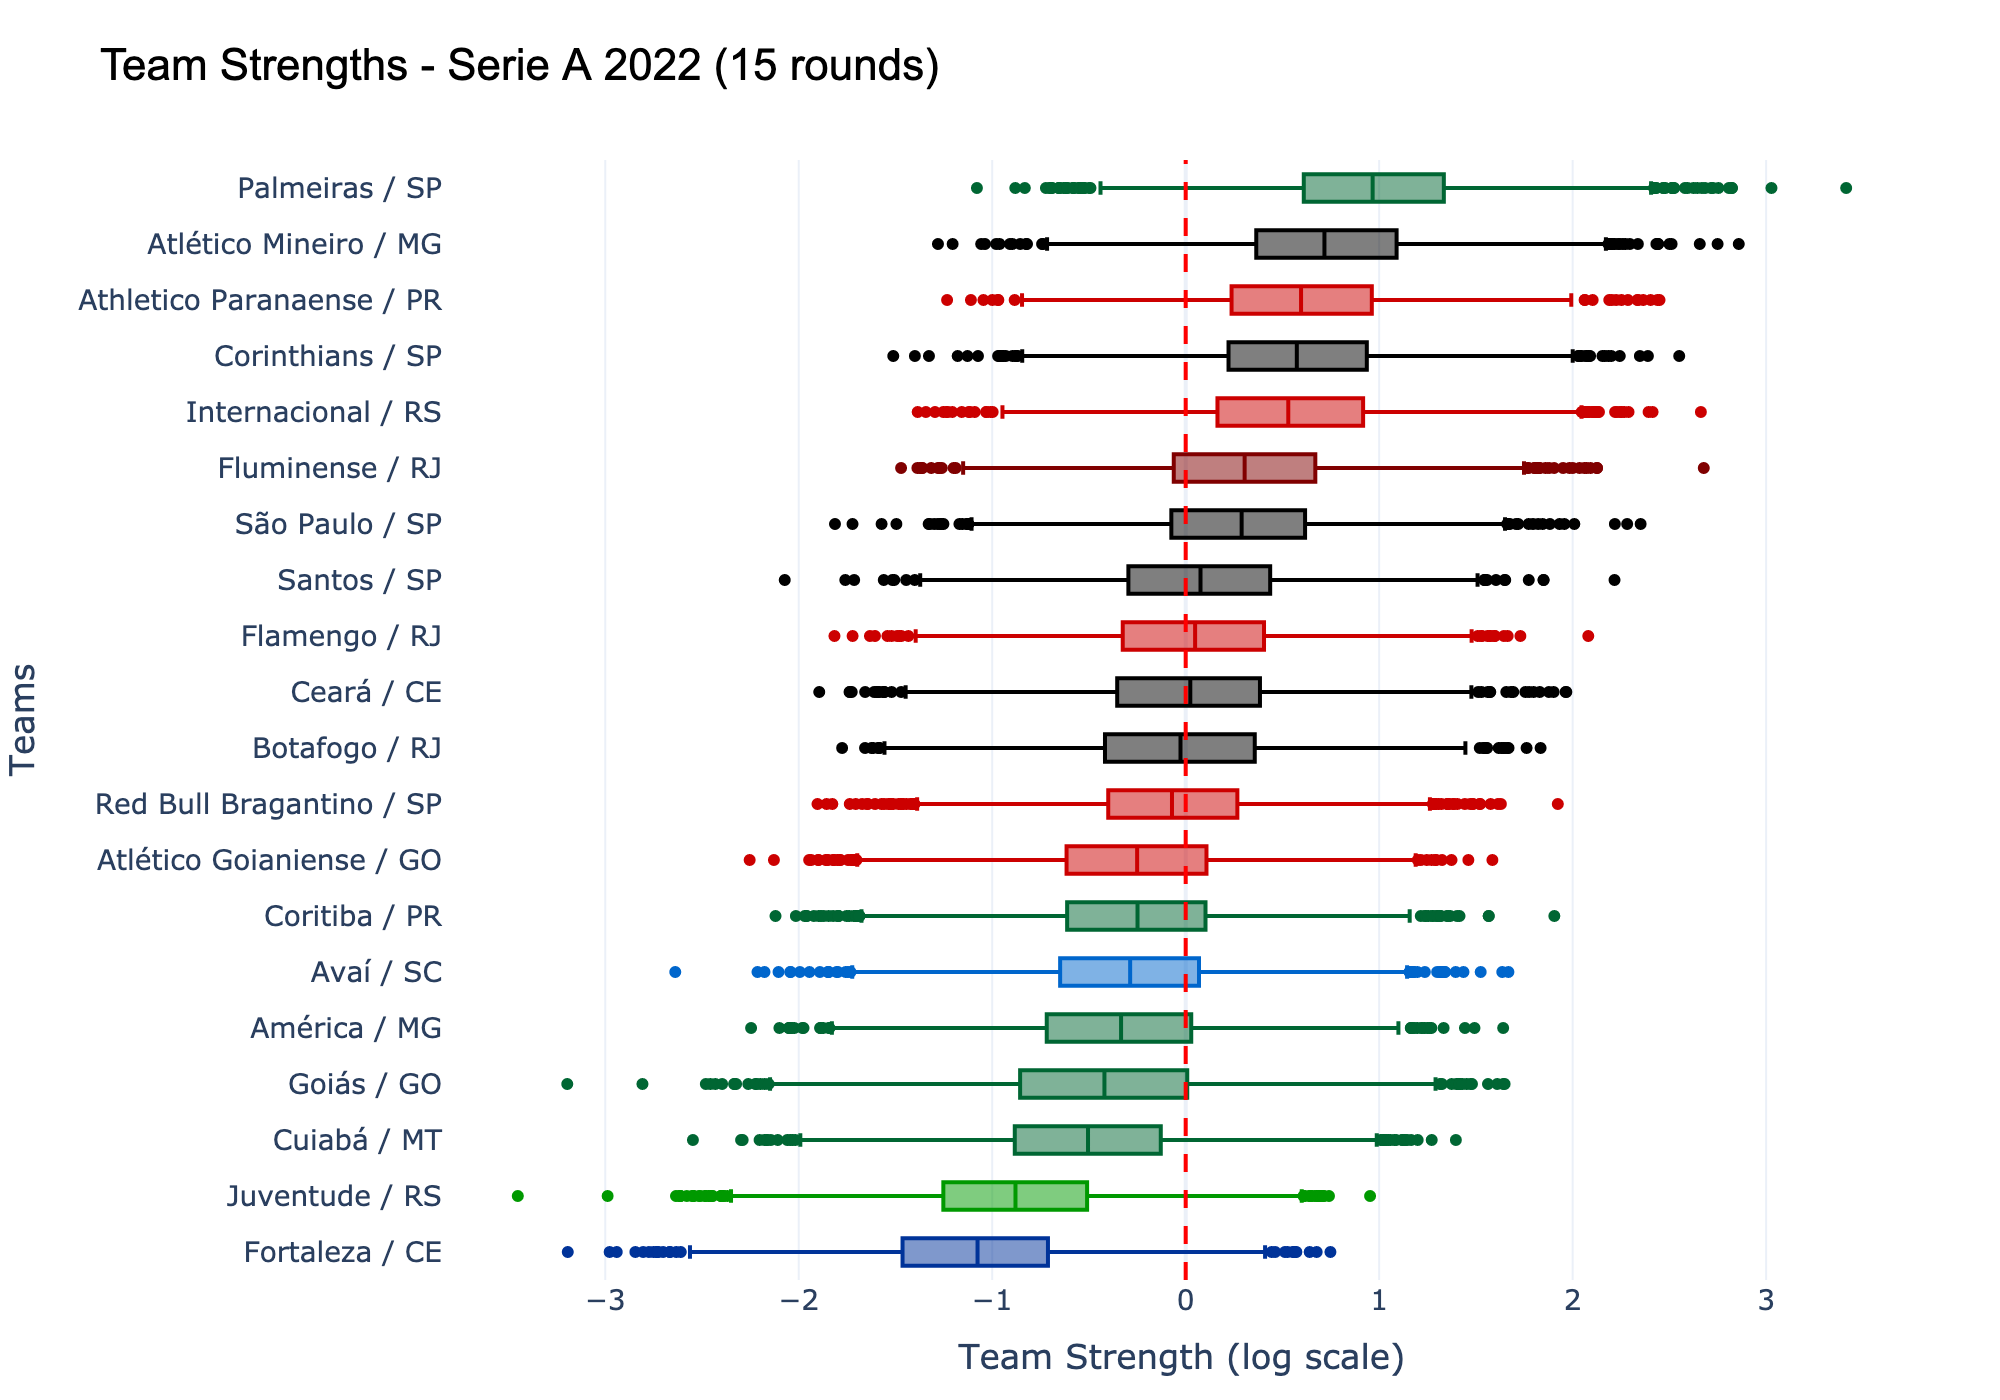 Team Strengths - Serie A 2022 (15 rounds)
Palmeiras / SP
Atlético Mineiro / MG
Athletico Paranaense / PR
Corinthians / SP
Internacional / RS
Fluminense / RJ
São Paulo / SP
Santos / SP
Flamengo / RJ
Ceará / CE
Botafogo / RJ
Red Bull Bragantino / SP
Atlético Goianiense / GO
Coritiba / PR
Avaí / SC
América / MG
Goiás / GO
Cuiabá / MT
Juventude / RS
Fortaleza / CE
Teams
−3 −2 −1 0 1 2 3
Team Strength (log scale)